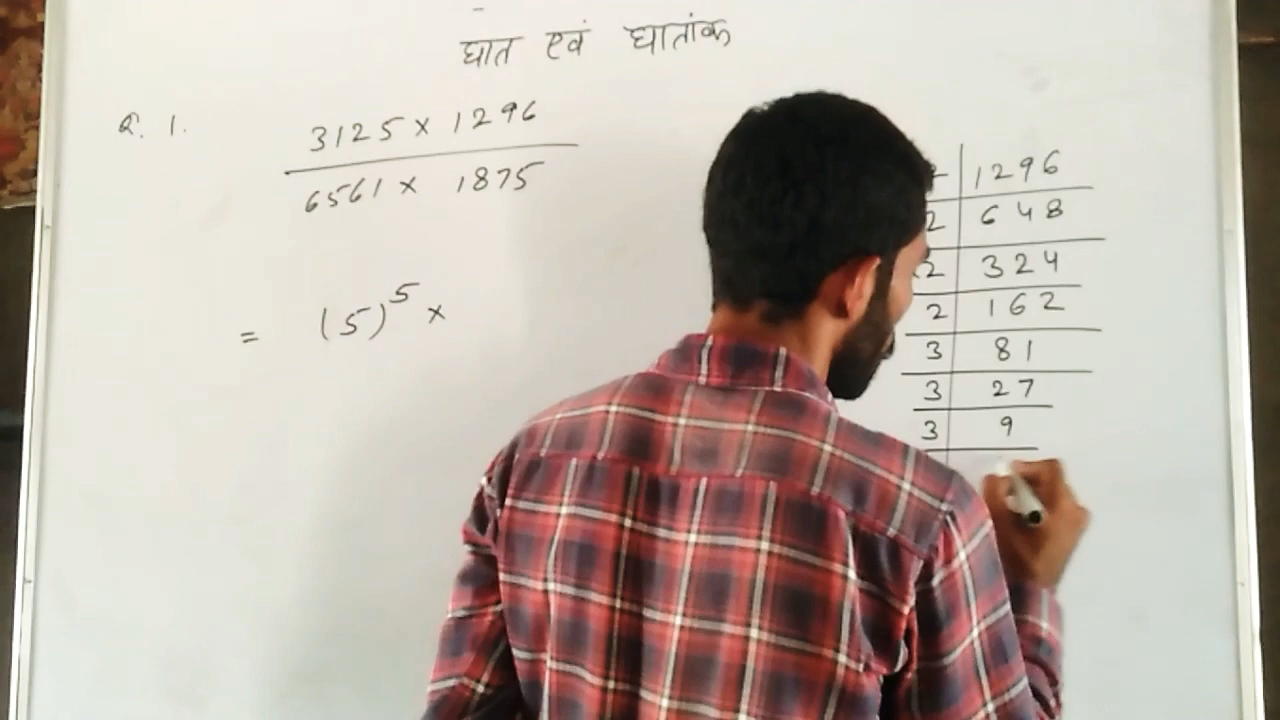 घात एवं घातांक
Q. 1.
3125 x 1296
6561 x 1875
= (5)^5 x
2 | 1296
2 | 648
2 | 324
2 | 162
3 | 81
3 | 27
3 | 9